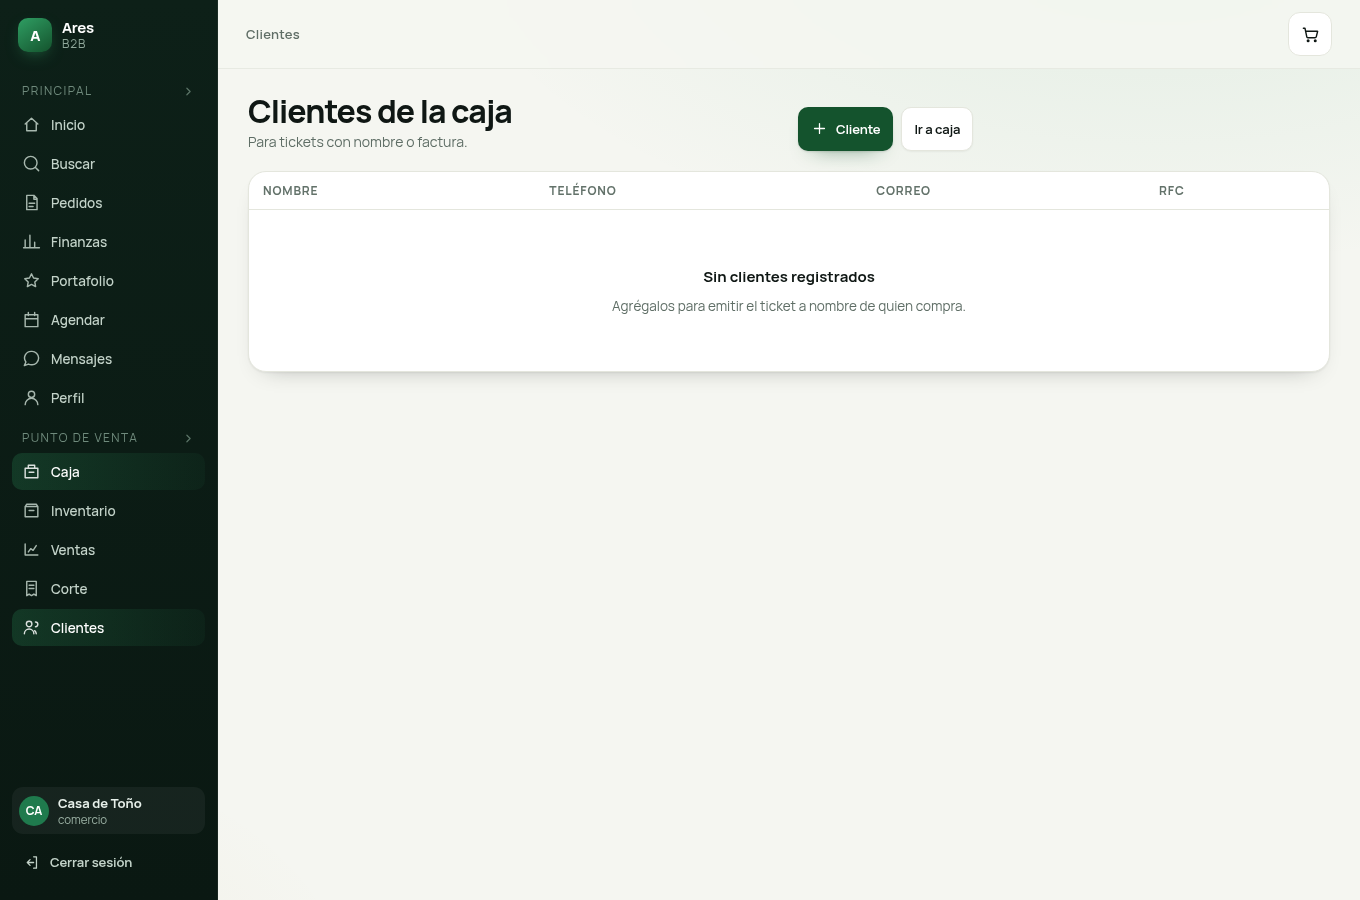 A
Ares
B2B
PRINCIPAL
Inicio
Buscar
Pedidos
Finanzas
Portafolio
Agendar
Mensajes
Perfil
PUNTO DE VENTA
Caja
Inventario
Ventas
Corte
Clientes
CA
Casa de Toño
comercio
Cerrar sesión
Clientes
Clientes de la caja
Para tickets con nombre o factura.
Cliente
Ir a caja
NOMBRE TELÉFONO CORREO RFC
Sin clientes registrados
Agrégalos para emitir el ticket a nombre de quien compra.